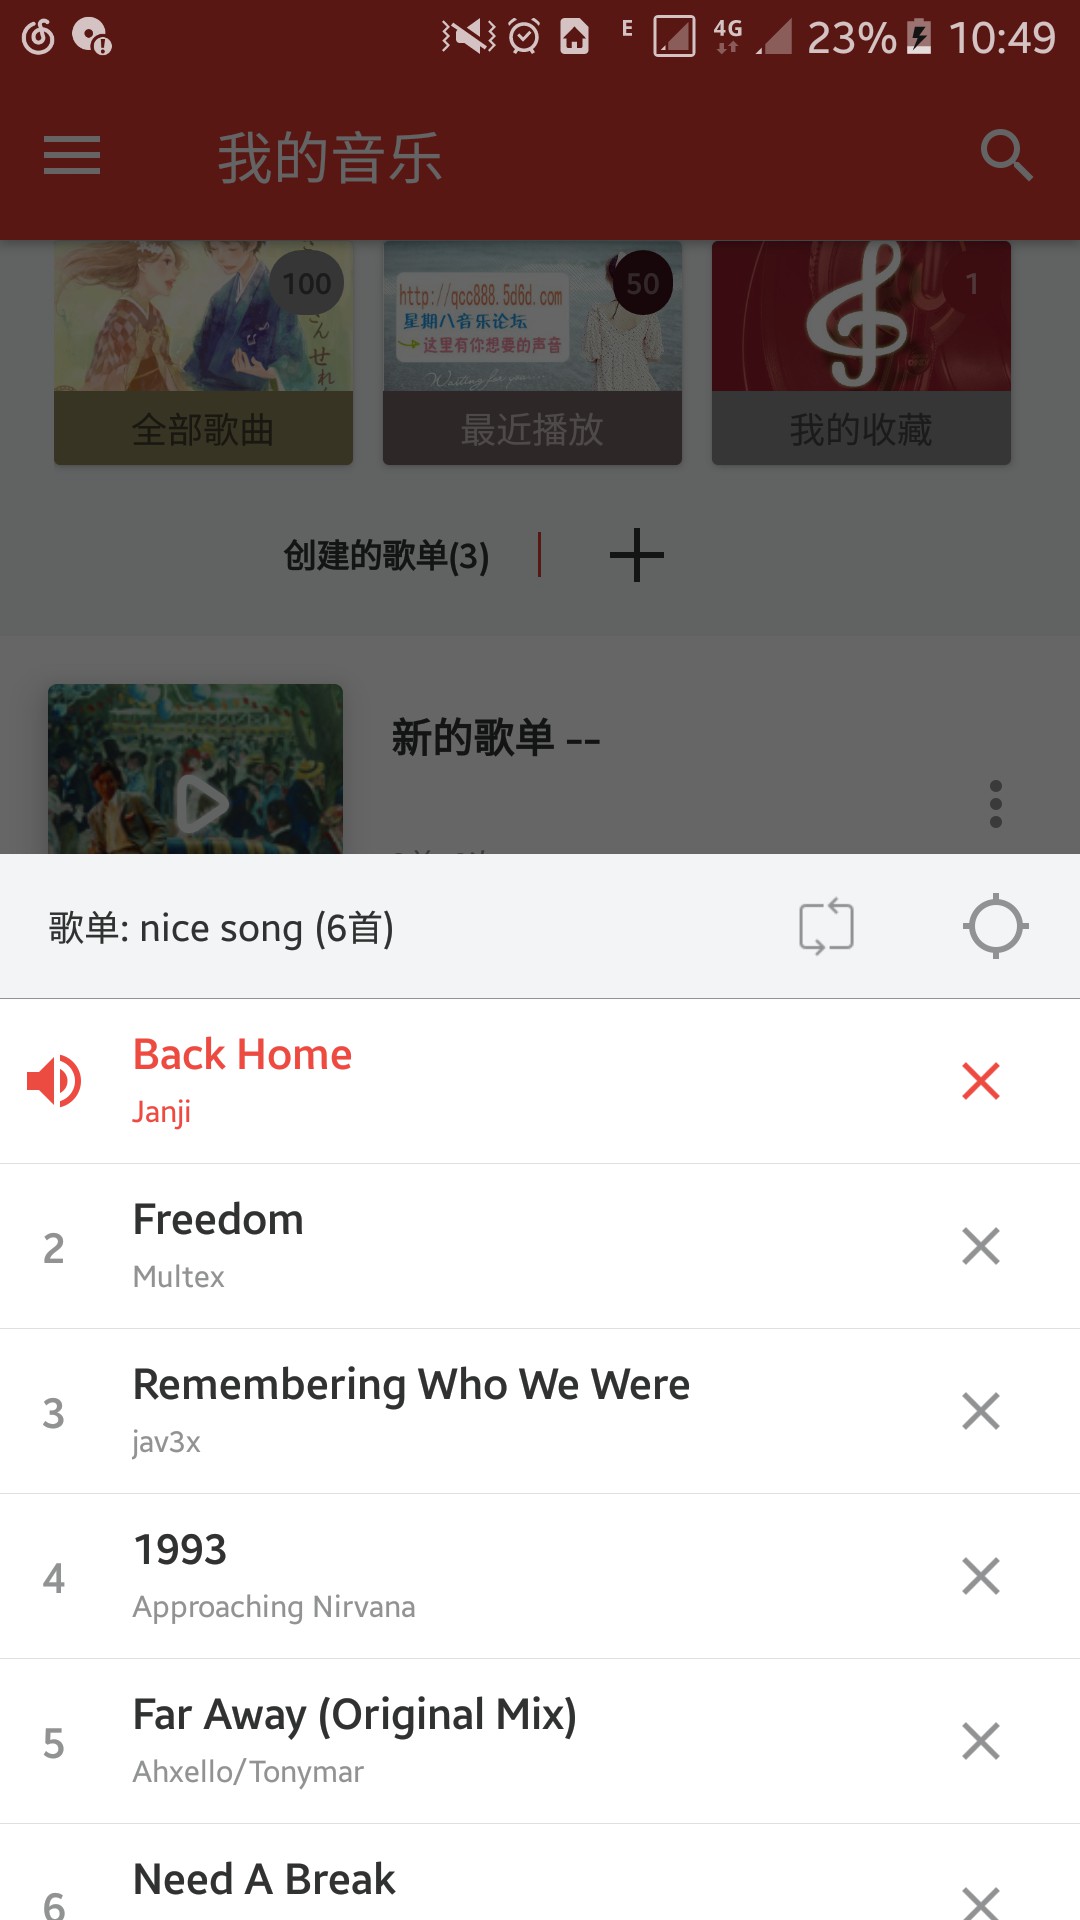 E 4G 23% 10:49
我的音乐
100
50
1
http://qcc888.5d6d.com
星期八音乐论坛
这里有你想要的声音
Waiting for you...
全部歌曲
最近播放
我的收藏
创建的歌单(3)
新的歌单 --
歌单: nice song (6首)
Back Home
Janji
2
Freedom
Multex
3
Remembering Who We Were
jav3x
4
1993
Approaching Nirvana
5
Far Away (Original Mix)
Ahxello/Tonymar
6
Need A Break